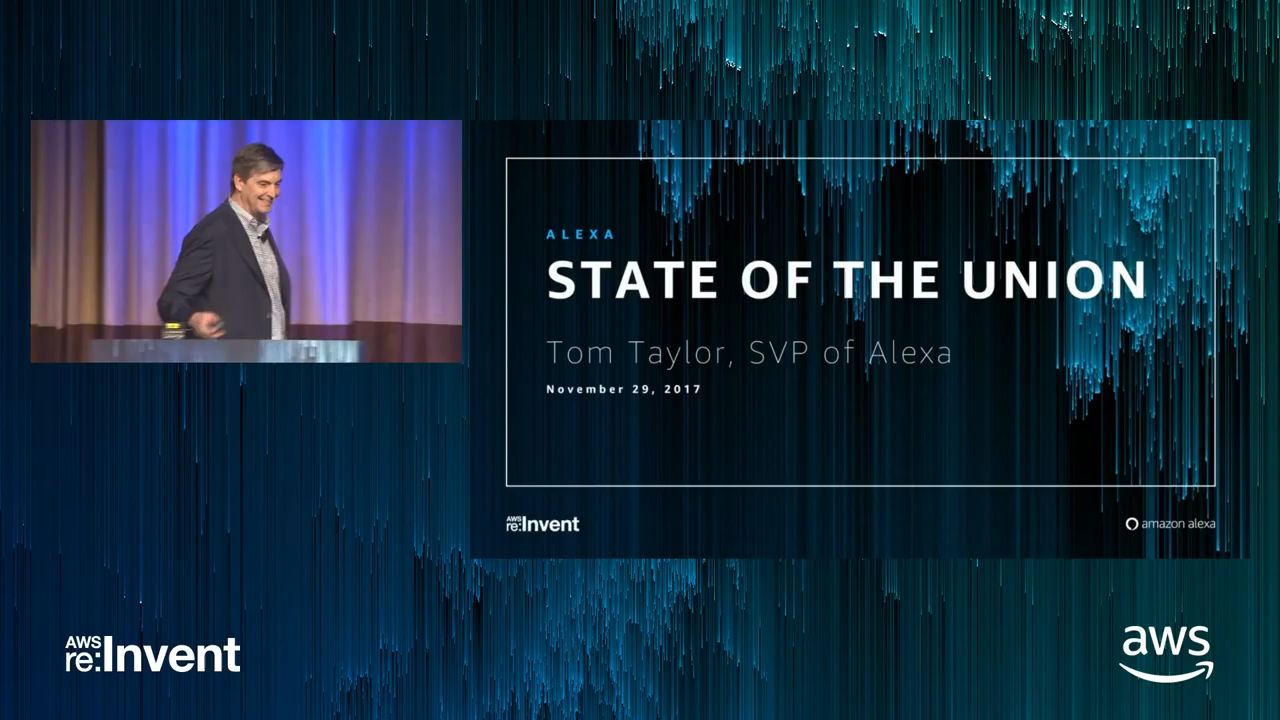 ALEXA
STATE OF THE UNION
Tom Taylor, SVP of Alexa
November 29, 2017
AWS
re:Invent
amazon alexa
AWS
re:Invent
aws